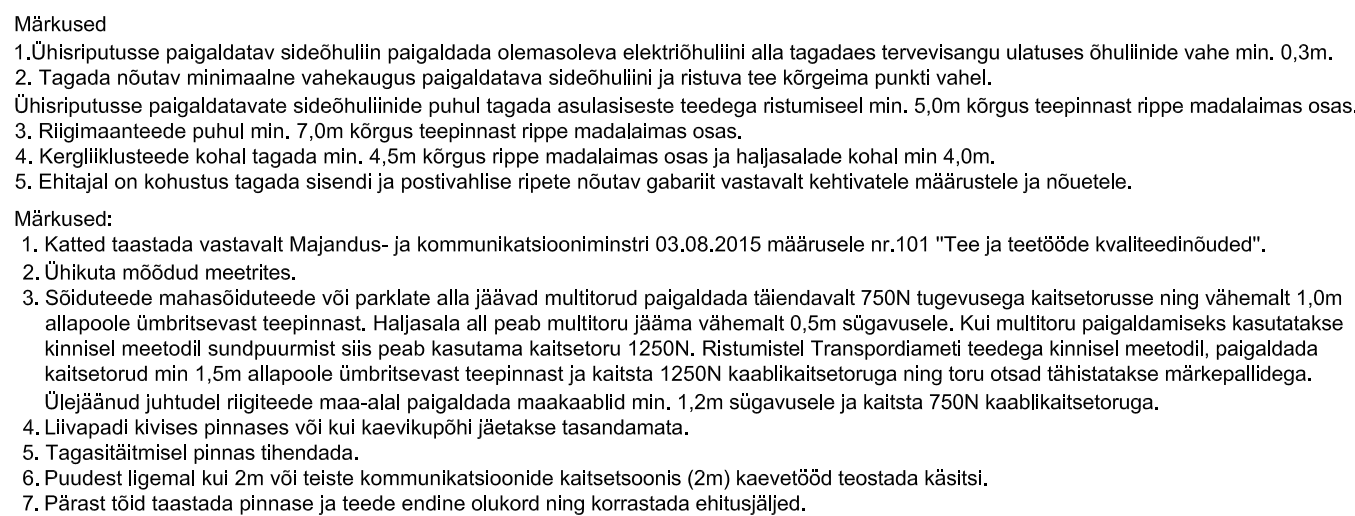 Märkused
1.Ühisriputusse paigaldatav sideõhuliin paigaldada olemasoleva elektriõhuliini alla tagadaes tervevisangu ulatuses õhuliinide vahe min. 0,3m.
2. Tagada nõutav minimaalne vahekaugus paigaldatava sideõhuliini ja ristuva tee kõrgeima punkti vahel.
Ühisriputusse paigaldatavate sideõhuliinide puhul tagada asulasiseste teedega ristumiseel min. 5,0m kõrgus teepinnast rippe madalaimas osas.
3. Riigimaanteede puhul min. 7,0m kõrgus teepinnast rippe madalaimas osas.
4. Kergliiklusteede kohal tagada min. 4,5m kõrgus rippe madalaimas osas ja haljasalade kohal min 4,0m.
5. Ehitajal on kohustus tagada sisendi ja postivahlise ripete nõutav gabariit vastavalt kehtivatele määrustele ja nõuetele.
Märkused:
1. Katted taastada vastavalt Majandus- ja kommunikatsiooniminstri 03.08.2015 määrusele nr.101 "Tee ja teetööde kvaliteedinõuded".
2. Ühikuta mõõdud meetrites.
3. Sõiduteede mahasõiduteede või parklate alla jäävad multitorud paigaldada täiendavalt 750N tugevusega kaitsetorusse ning vähemalt 1,0m
allapoole ümbritsevast teepinnast. Haljasala all peab multitoru jääma vähemalt 0,5m sügavusele. Kui multitoru paigaldamiseks kasutatakse
kinnisel meetodil sundpuurmist siis peab kasutama kaitsetoru 1250N. Ristumistel Transpordiameti teedega kinnisel meetodil, paigaldada
kaitsetorud min 1,5m allapoole ümbritsevast teepinnast ja kaitsta 1250N kaablikaitsetoruga ning toru otsad tähistatakse märkepallidega.
Ülejäänud juhtudel riigiteede maa-alal paigaldada maakaablid min. 1,2m sügavusele ja kaitsta 750N kaablikaitsetoruga.
4. Liivapadi kivises pinnases või kui kaevikupõhi jäetakse tasandamata.
5. Tagasitäitmisel pinnas tihendada.
6. Puudest ligemal kui 2m või teiste kommunikatsioonide kaitsetsoonis (2m) kaevetööd teostada käsitsi.
7. Pärast tõid taastada pinnase ja teede endine olukord ning korrastada ehitusjäljed.